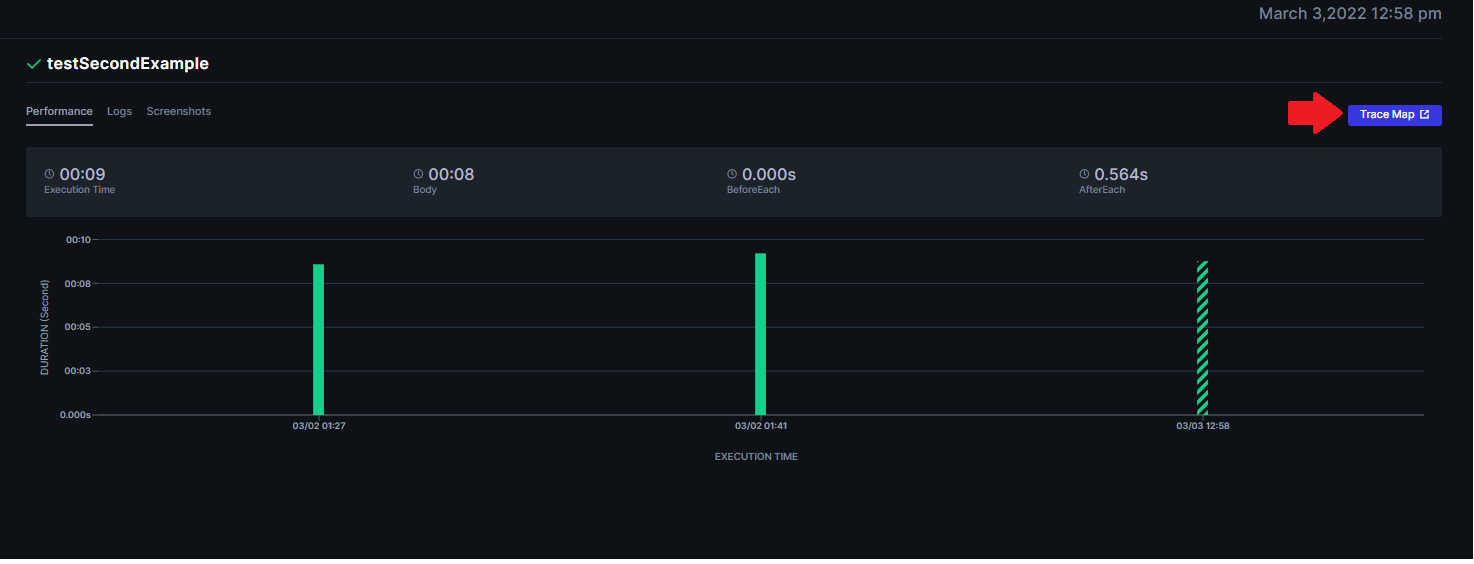 March 3,2022 12:58 pm
testSecondExample
Performance Logs Screenshots
Trace Map
00:09 00:08 0.000s 0.564s
Execution Time Body BeforeEach AfterEach
00:10
00:08
00:05
00:03
0.000s
DURATION (Second)
03/02 01:27 03/02 01:41 03/03 12:58
EXECUTION TIME